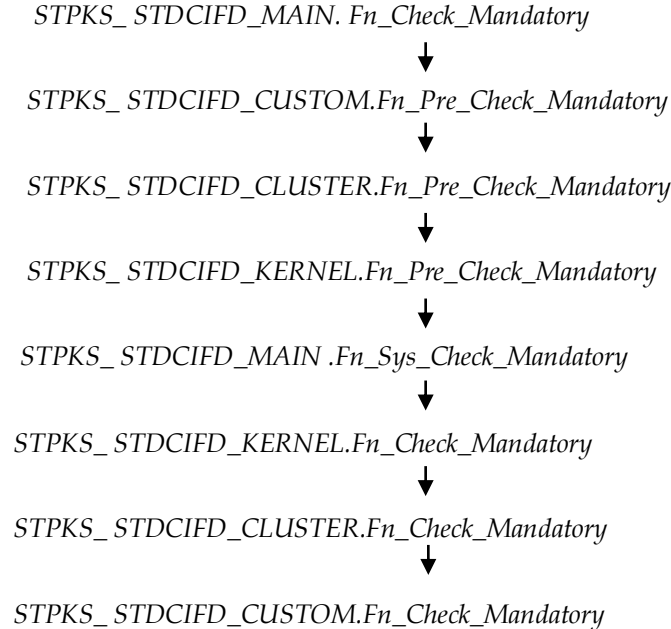 STPKS_ STDCIFD_MAIN. Fn_Check_Mandatory
STPKS_ STDCIFD_CUSTOM.Fn_Pre_Check_Mandatory
STPKS_ STDCIFD_CLUSTER.Fn_Pre_Check_Mandatory
STPKS_ STDCIFD_KERNEL.Fn_Pre_Check_Mandatory
STPKS_ STDCIFD_MAIN .Fn_Sys_Check_Mandatory
STPKS_ STDCIFD_KERNEL.Fn_Check_Mandatory
STPKS_ STDCIFD_CLUSTER.Fn_Check_Mandatory
STPKS_ STDCIFD_CUSTOM.Fn_Check_Mandatory